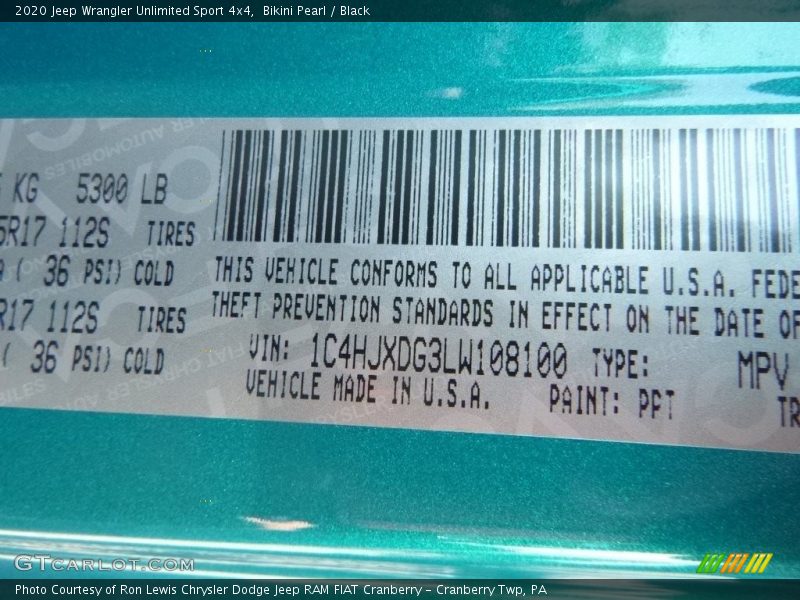 2020 Jeep Wrangler Unlimited Sport 4x4,  Bikini Pearl / Black
KG 5300 LB
5R17 112S TIRES
( 36 PSI) COLD
R17 112S TIRES
( 36 PSI) COLD
THIS VEHICLE CONFORMS TO ALL APPLICABLE U.S.A. FEDE
THEFT PREVENTION STANDARDS IN EFFECT ON THE DATE OF
VIN: 1C4HJXDG3LW108100 TYPE: MPV
VEHICLE MADE IN U.S.A. PAINT: PPT
TR
GTCARLOT.COM
Photo Courtesy of Ron Lewis Chrysler Dodge Jeep RAM FIAT Cranberry – Cranberry Twp, PA